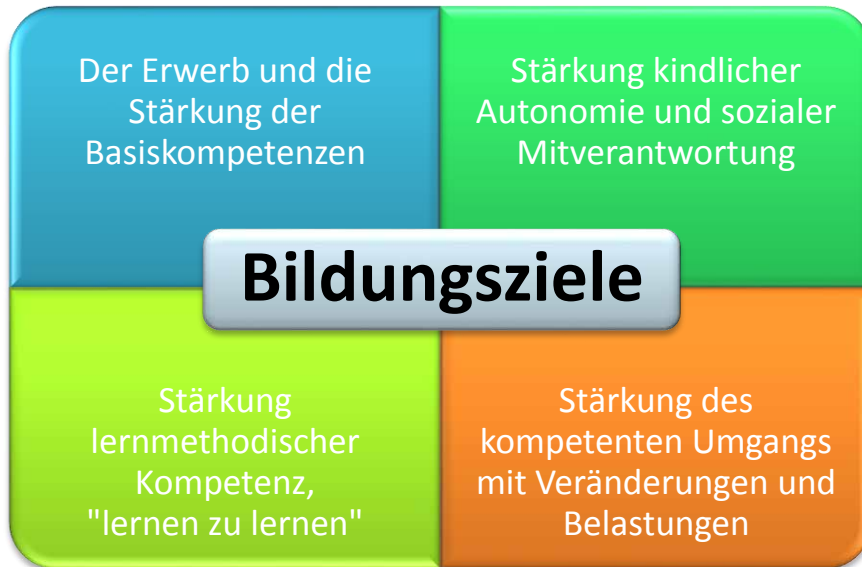 Der Erwerb und die
Stärkung der
Basiskompetenzen
Stärkung kindlicher
Autonomie und sozialer
Mitverantwortung
Bildungsziele
Stärkung
lernmethodischer
Kompetenz,
"lernen zu lernen"
Stärkung des
kompetenten Umgangs
mit Veränderungen und
Belastungen